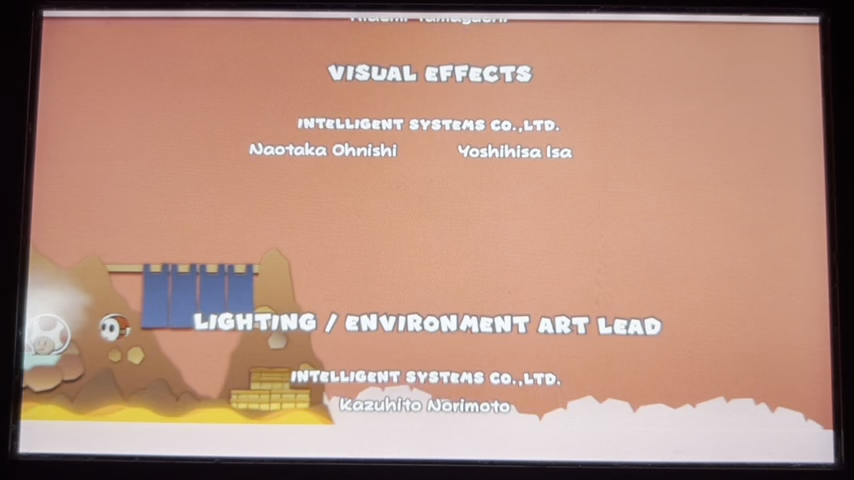 VISUAL EFFECTS
INTELLIGENT SYSTEMS CO.,LTD.
Naotaka Ohnishi Yoshihisa Isa
LIGHTING / ENVIRONMENT ART LEAD
INTELLIGENT SYSTEMS CO.,LTD.
Kazuhito Norimoto